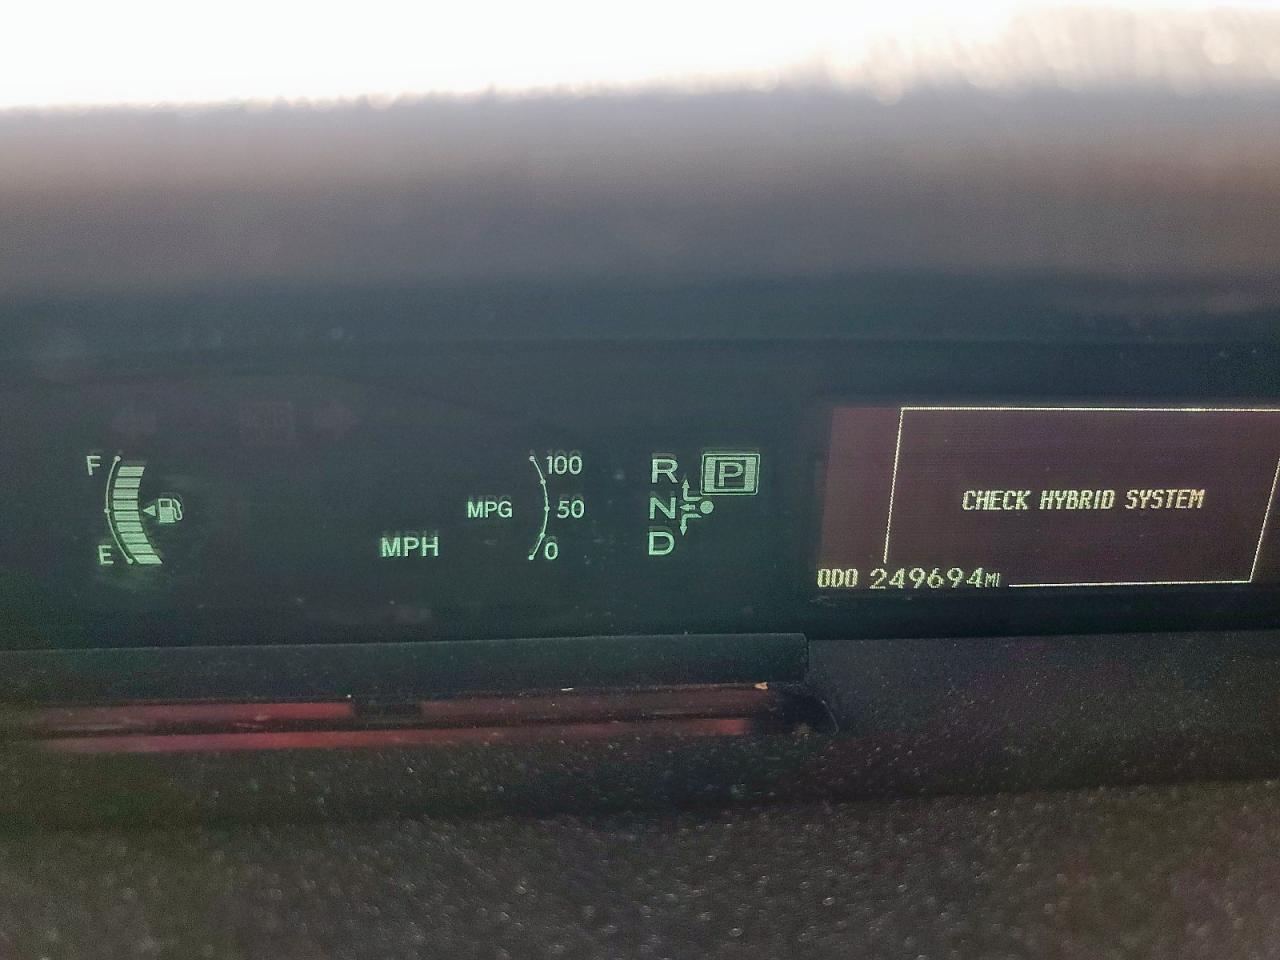 F
E
MPH
MPG
100
50
0
R
N
D
P
CHECK HYBRID SYSTEM
ODO 249694MI